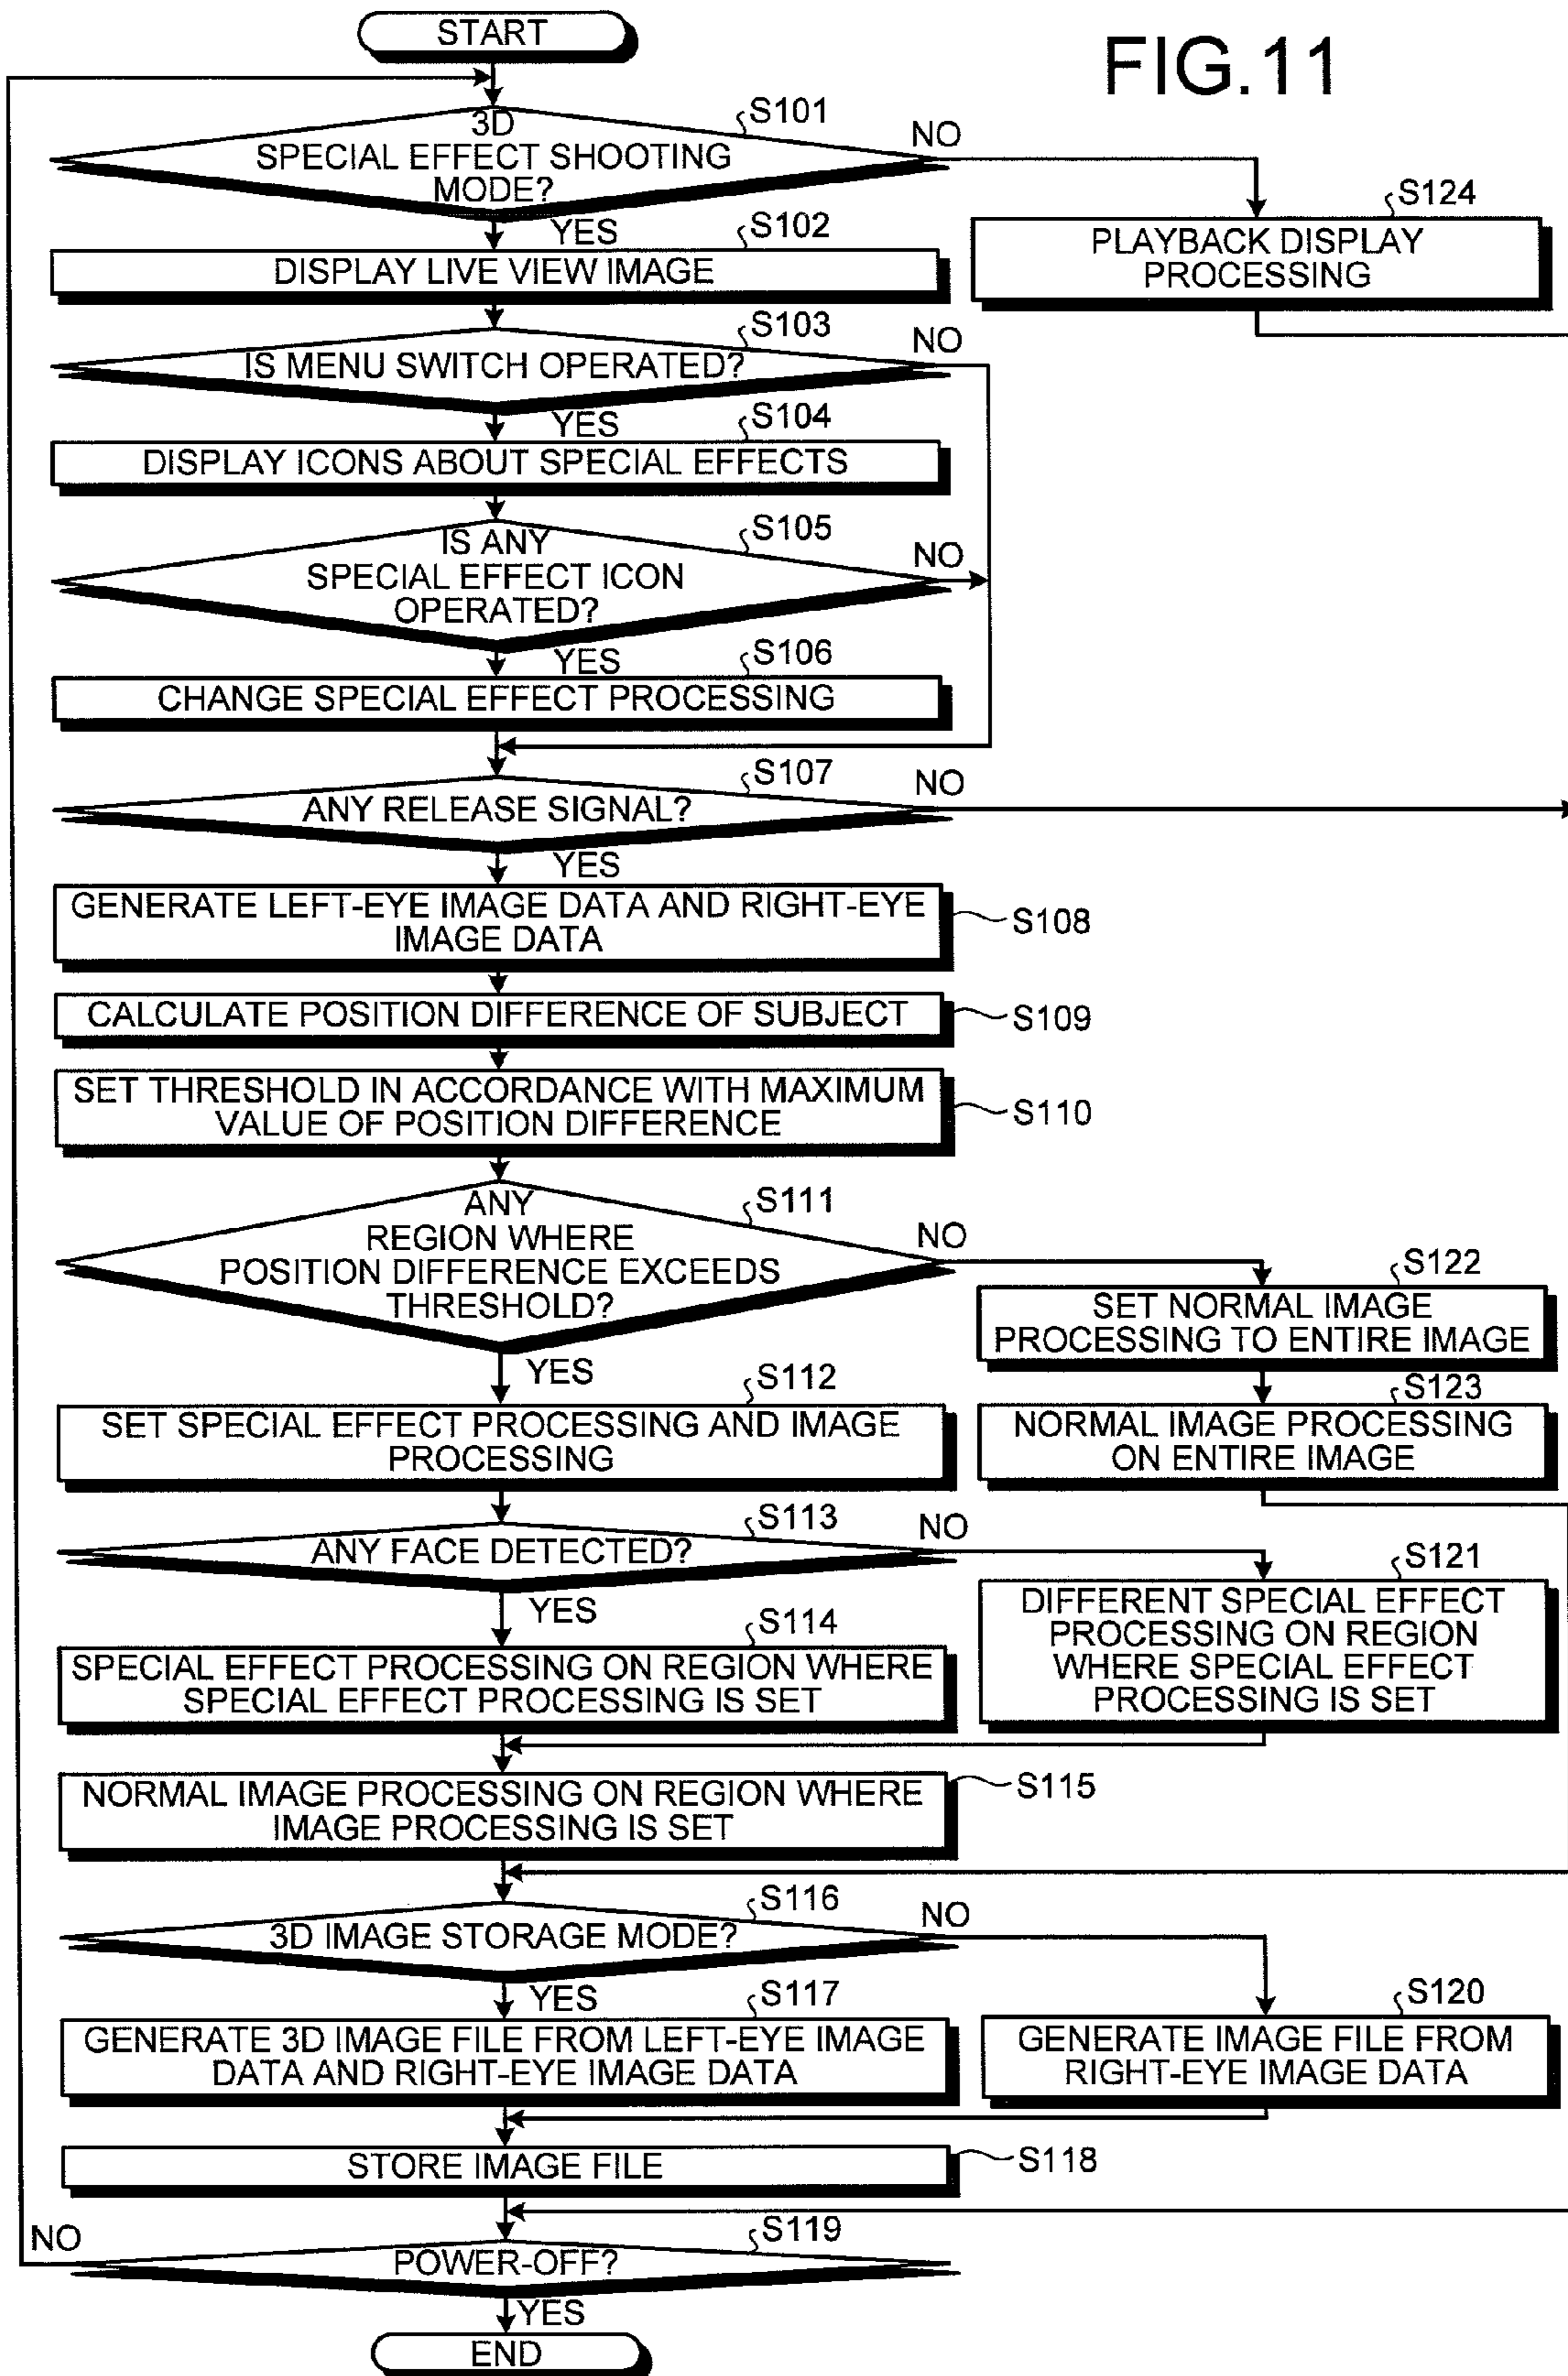 START
FIG.11
S101
3D
SPECIAL EFFECT SHOOTING
MODE?
NO
YES
S124
PLAYBACK DISPLAY
PROCESSING
S102
DISPLAY LIVE VIEW IMAGE
S103
IS MENU SWITCH OPERATED?
NO
YES
S104
DISPLAY ICONS ABOUT SPECIAL EFFECTS
S105
IS ANY
SPECIAL EFFECT ICON
OPERATED?
NO
YES
S106
CHANGE SPECIAL EFFECT PROCESSING
S107
ANY RELEASE SIGNAL?
NO
YES
GENERATE LEFT-EYE IMAGE DATA AND RIGHT-EYE
IMAGE DATA
S108
CALCULATE POSITION DIFFERENCE OF SUBJECT
S109
SET THRESHOLD IN ACCORDANCE WITH MAXIMUM
VALUE OF POSITION DIFFERENCE
S110
S111
ANY
REGION WHERE
POSITION DIFFERENCE EXCEEDS
THRESHOLD?
NO
YES
S122
SET NORMAL IMAGE
PROCESSING TO ENTIRE IMAGE
S123
NORMAL IMAGE PROCESSING
ON ENTIRE IMAGE
S112
SET SPECIAL EFFECT PROCESSING AND IMAGE
PROCESSING
S113
ANY FACE DETECTED?
NO
YES
S121
DIFFERENT SPECIAL EFFECT
PROCESSING ON REGION
WHERE SPECIAL EFFECT
PROCESSING IS SET
S114
SPECIAL EFFECT PROCESSING ON REGION WHERE
SPECIAL EFFECT PROCESSING IS SET
NORMAL IMAGE PROCESSING ON REGION WHERE
IMAGE PROCESSING IS SET
S115
S116
3D IMAGE STORAGE MODE?
NO
YES
S117
GENERATE 3D IMAGE FILE FROM LEFT-EYE IMAGE
DATA AND RIGHT-EYE IMAGE DATA
S120
GENERATE IMAGE FILE FROM
RIGHT-EYE IMAGE DATA
STORE IMAGE FILE
S118
S119
POWER-OFF?
NO
YES
END